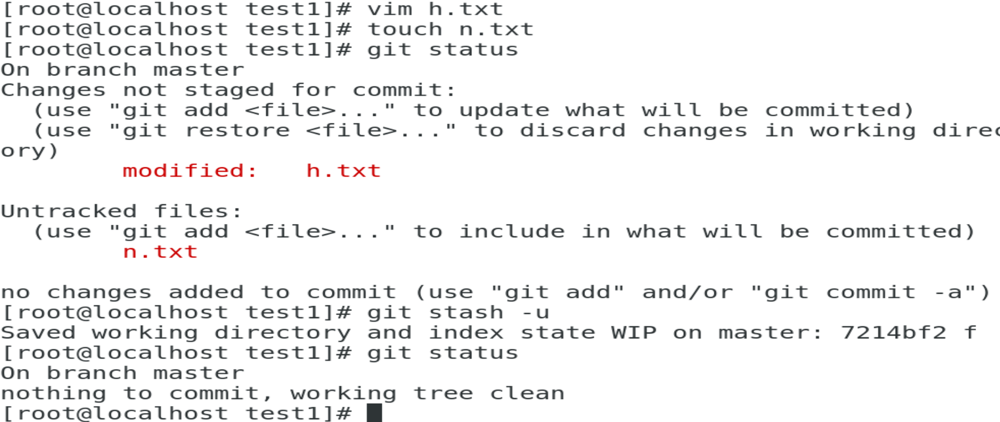 [root@localhost test1]# vim h.txt
[root@localhost test1]# touch n.txt
[root@localhost test1]# git status
On branch master
Changes not staged for commit:
  (use "git add <file>..." to update what will be committed)
  (use "git restore <file>..." to discard changes in working direc
ory)
        modified:   h.txt

Untracked files:
  (use "git add <file>..." to include in what will be committed)
        n.txt

no changes added to commit (use "git add" and/or "git commit -a")
[root@localhost test1]# git stash -u
Saved working directory and index state WIP on master: 7214bf2 f
[root@localhost test1]# git status
On branch master
nothing to commit, working tree clean
[root@localhost test1]#